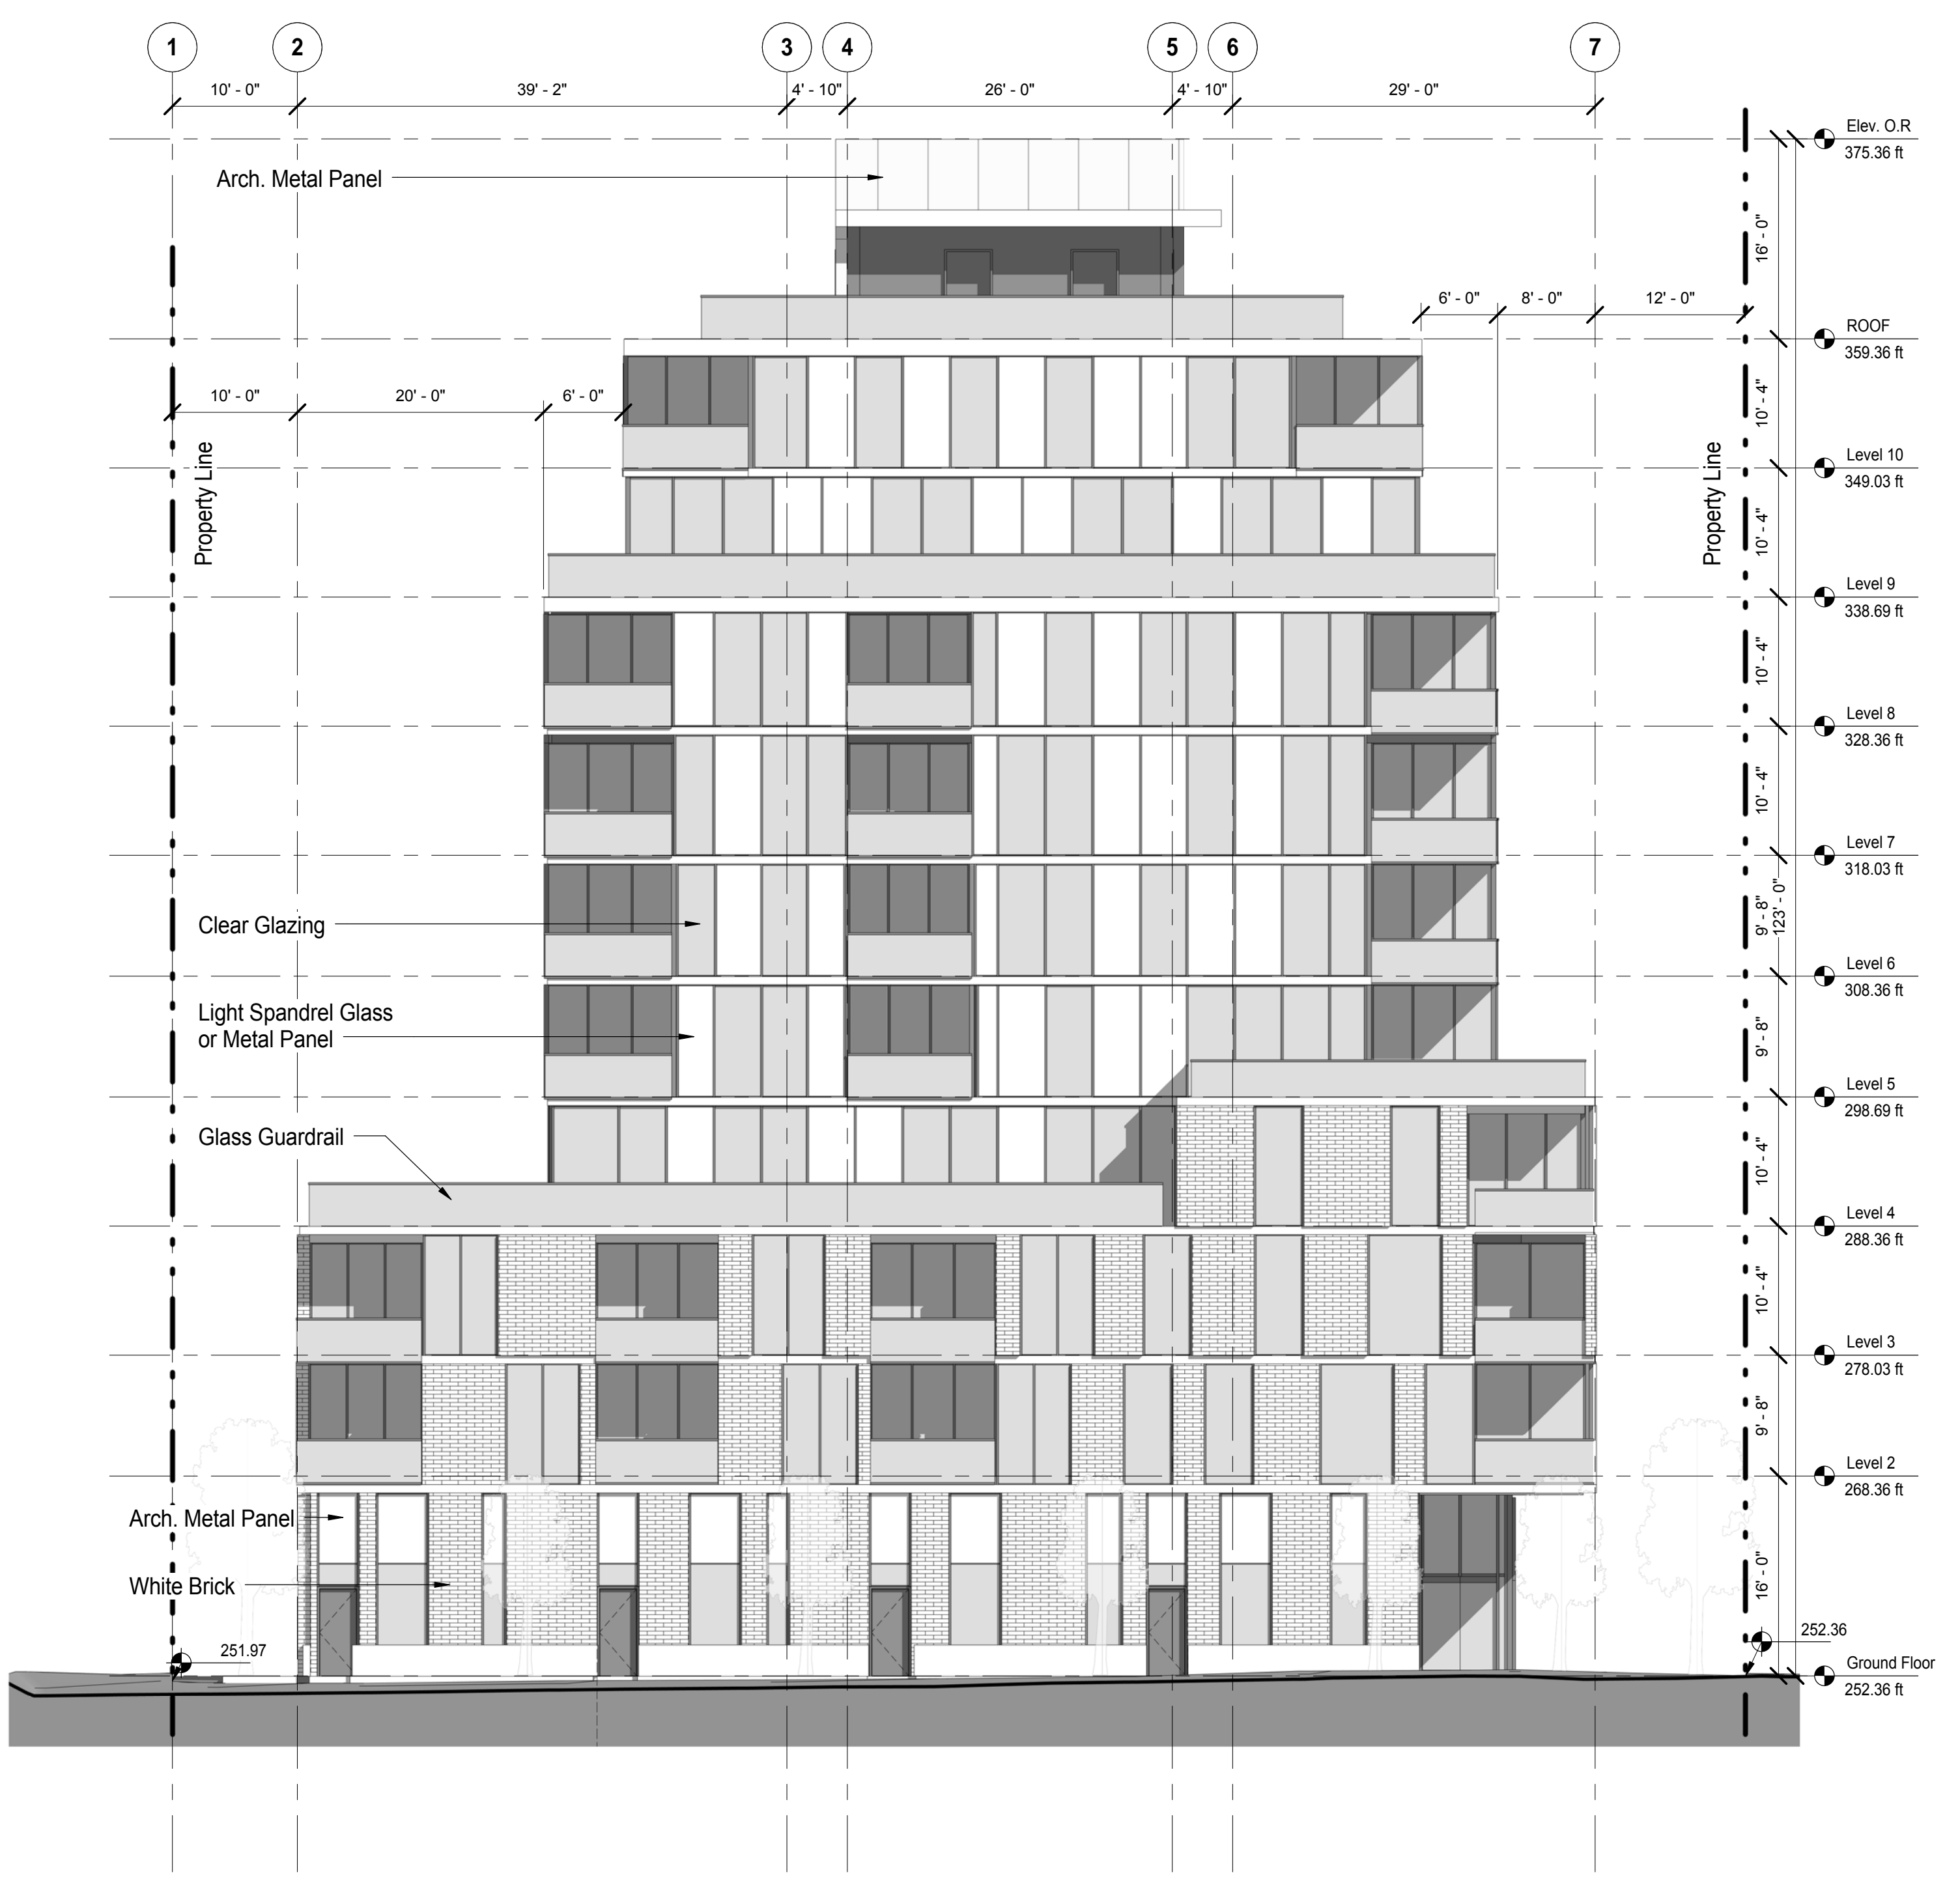 1 2 3 4 5 6 7
10' - 0" 39' - 2" 4' - 10" 26' - 0" 4' - 10" 29' - 0"
Elev. O.R
375.36 ft
Arch. Metal Panel
16' - 0"
6' - 0" 8' - 0" 12' - 0"
ROOF
359.36 ft
10' - 0" 20' - 0" 6' - 0"
10' - 4"
Property Line
Property Line
Level 10
349.03 ft
10' - 4"
Level 9
338.69 ft
10' - 4"
Level 8
328.36 ft
10' - 4"
Level 7
318.03 ft
Clear Glazing
9' - 8"
123' - 0"
Level 6
308.36 ft
Light Spandrel Glass
or Metal Panel
9' - 8"
Level 5
298.69 ft
Glass Guardrail
10' - 4"
Level 4
288.36 ft
10' - 4"
Level 3
278.03 ft
9' - 8"
Level 2
268.36 ft
Arch. Metal Panel
White Brick
16' - 0"
251.97
252.36
Ground Floor
252.36 ft